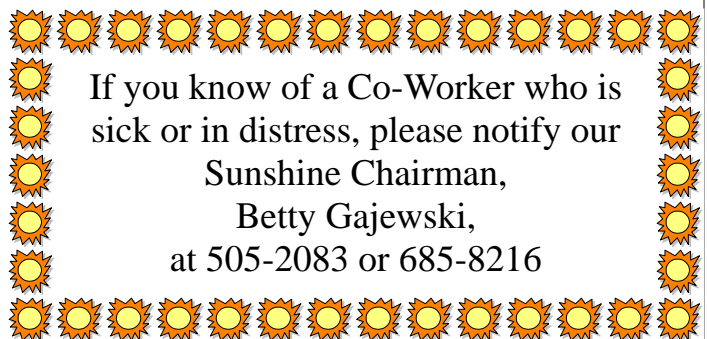 If you know of a Co-Worker who is
sick or in distress, please notify our
Sunshine Chairman,
Betty Gajewski,
at 505-2083 or 685-8216